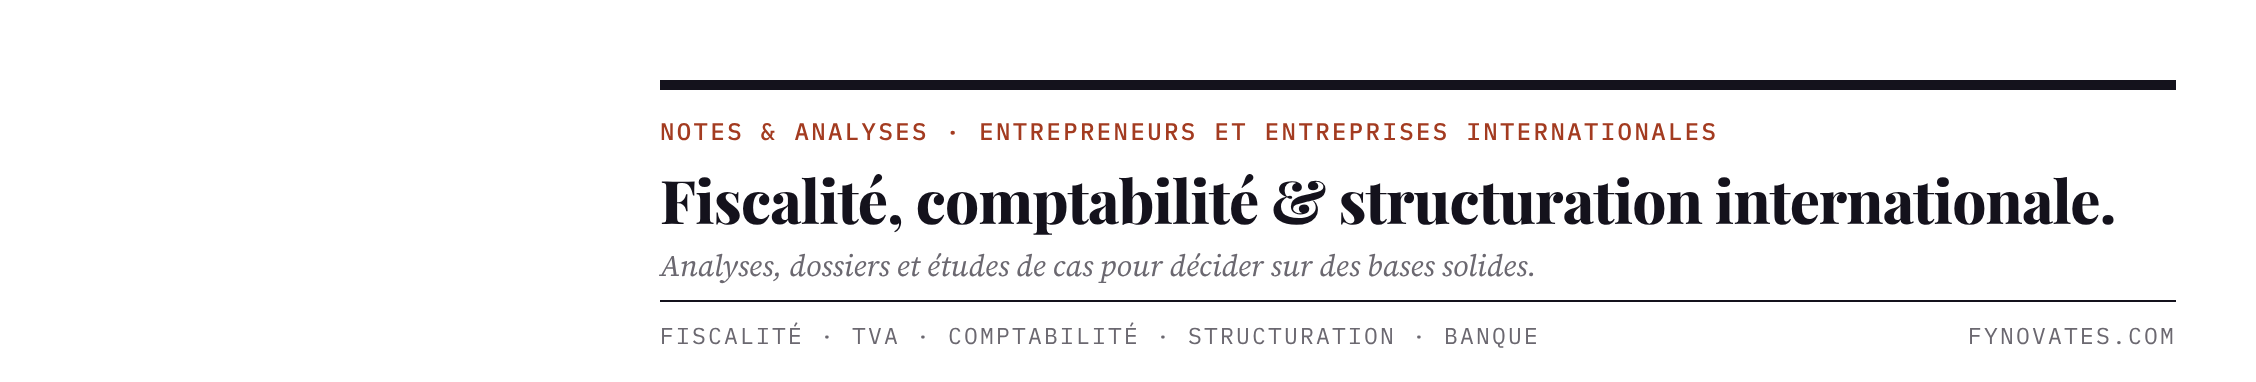 NOTES & ANALYSES · ENTREPRENEURS ET ENTREPRISES INTERNATIONALES
Fiscalité, comptabilité & structuration internationale.
Analyses, dossiers et études de cas pour décider sur des bases solides.
FISCALITÉ · TVA · COMPTABILITÉ · STRUCTURATION · BANQUE
FYNOVATES.COM